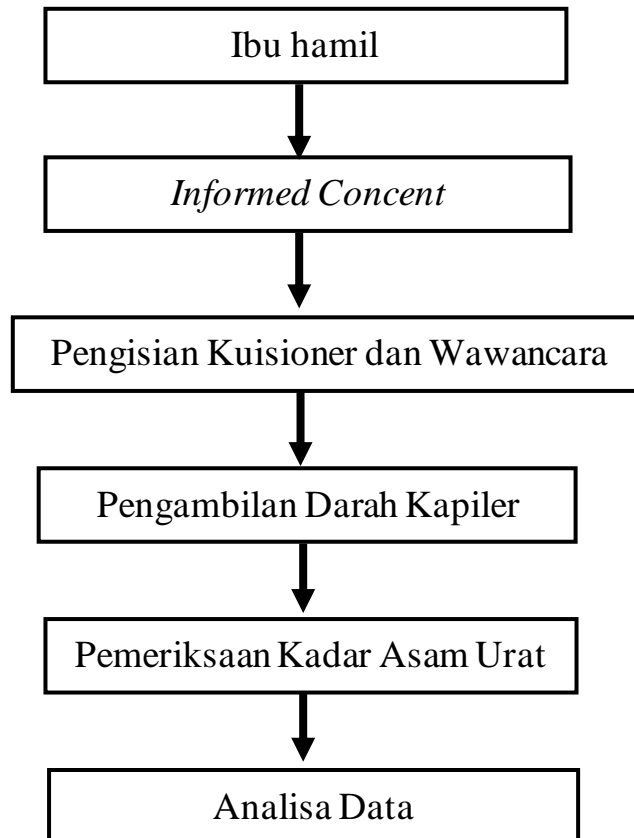 Ibu hamil
Informed Concent
Pengisian Kuisioner dan Wawancara
Pengambilan Darah Kapiler
Pemeriksaan Kadar Asam Urat
Analisa Data